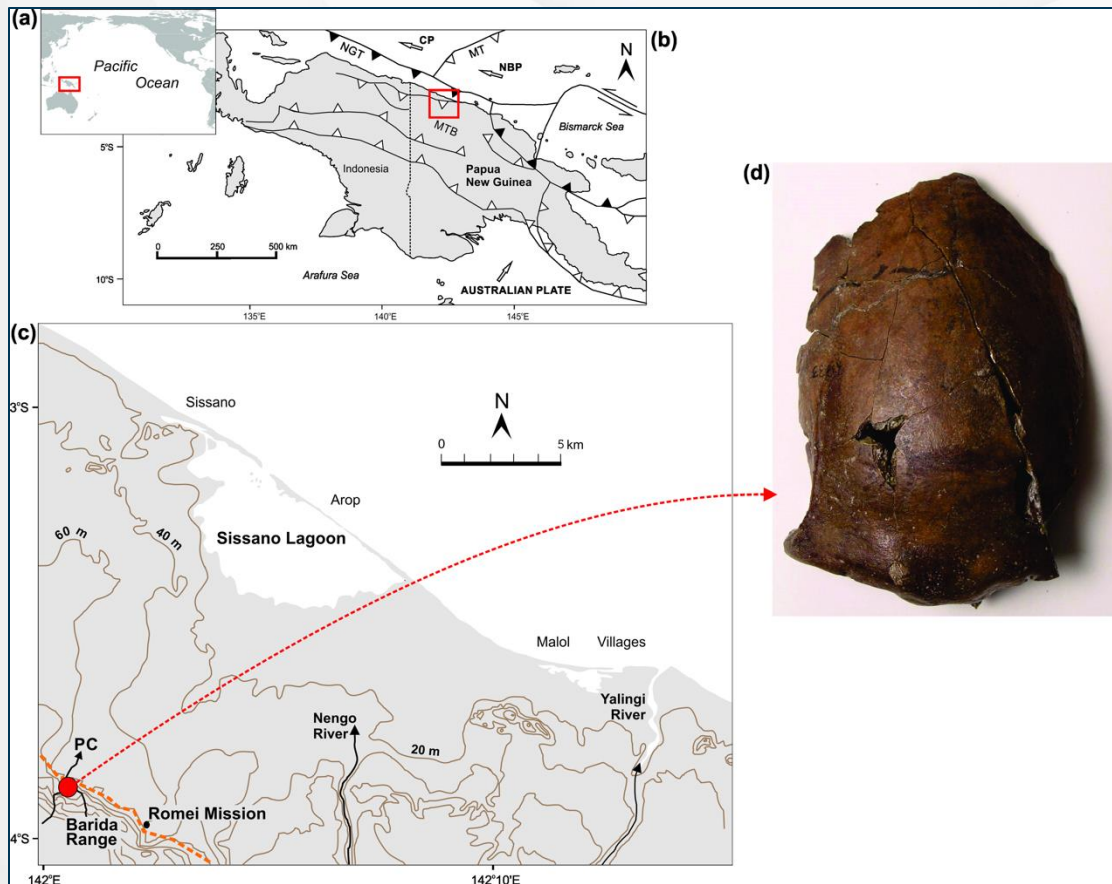 (a)
Pacific
Ocean
(b)
N
CP
MT
NGT
NBP
Bismarck Sea
MTB
5°S
Indonesia
Papua
New Guinea
0 250 500 km
Arafura Sea
AUSTRALIAN PLATE
10°S
135°E 140°E 145°E
(c)
3°S
Sissano
N
0 5 km
Arop
60 m
40 m
Sissano Lagoon
Malol Villages
Yalingi
River
Nengo
River
20 m
PC
Romei Mission
Barida
Range
4°S
142°E 142°10'E
(d)